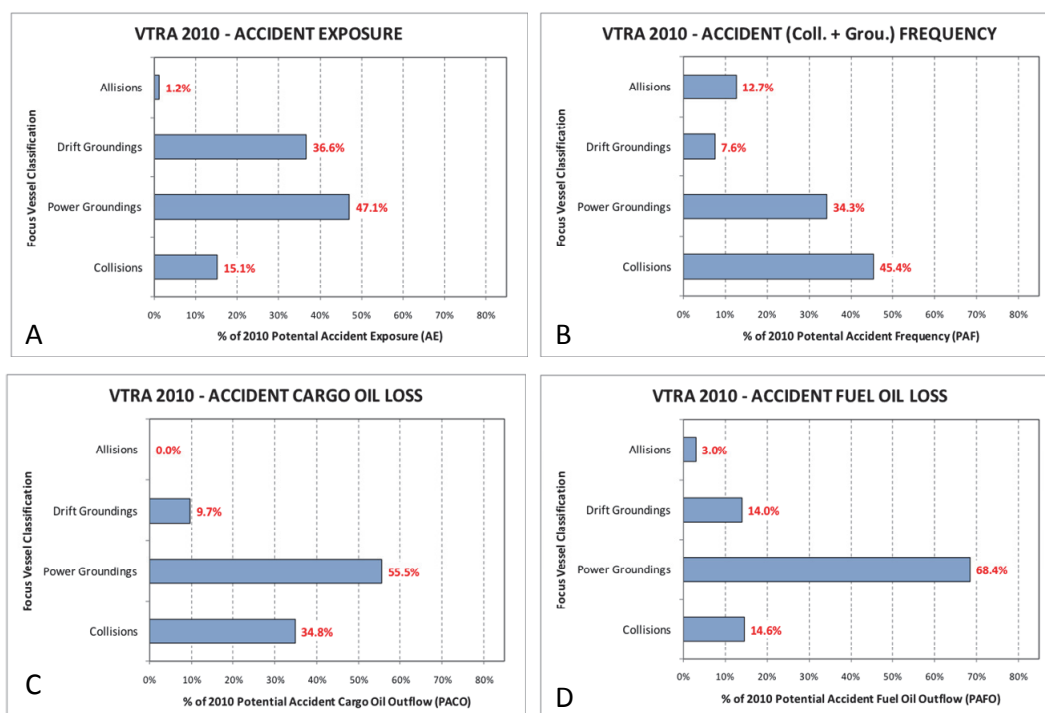 VTRA 2010 - ACCIDENT EXPOSURE
Focus Vessel Classification
Allisions
1.2%
Drift Groundings
36.6%
Power Groundings
47.1%
Collisions
15.1%
0% 10% 20% 30% 40% 50% 60% 70% 80%
% of 2010 Potental Accident Exposure (AE)
A
VTRA 2010 - ACCIDENT (Coll. + Grou.) FREQUENCY
Focus Vessel Classification
Allisions
12.7%
Drift Groundings
7.6%
Power Groundings
34.3%
Collisions
45.4%
0% 10% 20% 30% 40% 50% 60% 70% 80%
% of 2010 Potental Accident Frequency (PAF)
B
VTRA 2010 - ACCIDENT CARGO OIL LOSS
Focus Vessel Classification
Allisions
0.0%
Drift Groundings
9.7%
Power Groundings
55.5%
Collisions
34.8%
0% 10% 20% 30% 40% 50% 60% 70% 80%
% of 2010 Potential Accident Cargo Oil Outflow (PACO)
C
VTRA 2010 - ACCIDENT FUEL OIL LOSS
Focus Vessel Classification
Allisions
3.0%
Drift Groundings
14.0%
Power Groundings
68.4%
Collisions
14.6%
0% 10% 20% 30% 40% 50% 60% 70% 80%
% of 2010 Potential Accident Fuel Oil Outflow (PAFO)
D